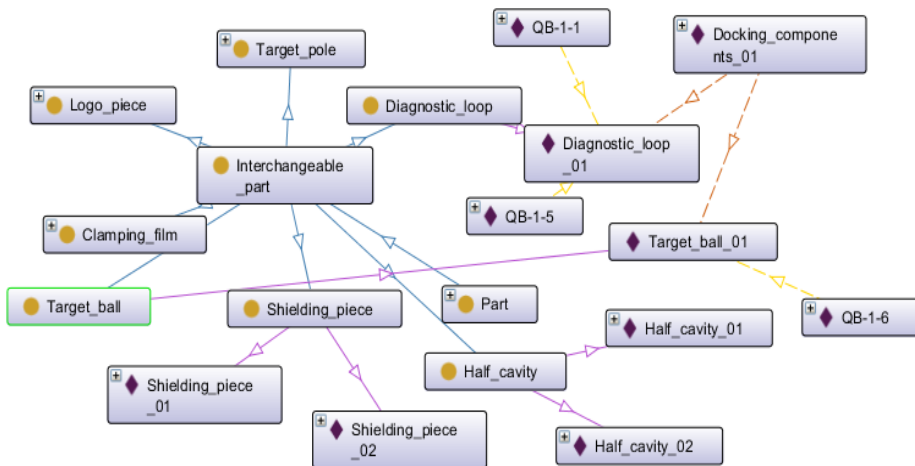 QB-1-1
Docking_compone
nts_01
Target_pole
Logo_piece
Diagnostic_loop
Diagnostic_loop
_01
Interchangeable
_part
QB-1-5
Clamping_film
Target_ball_01
Target_ball
Shielding_piece
Part
QB-1-6
Half_cavity_01
Half_cavity
Shielding_piece
_01
Shielding_piece
_02
Half_cavity_02